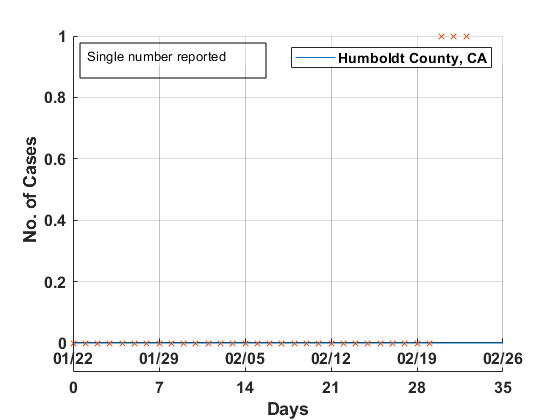 Single number reported
Humboldt County, CA
No. of Cases
1
0.8
0.6
0.4
0.2
0
01/22 01/29 02/05 02/12 02/19 02/26
0 7 14 21 28 35
Days